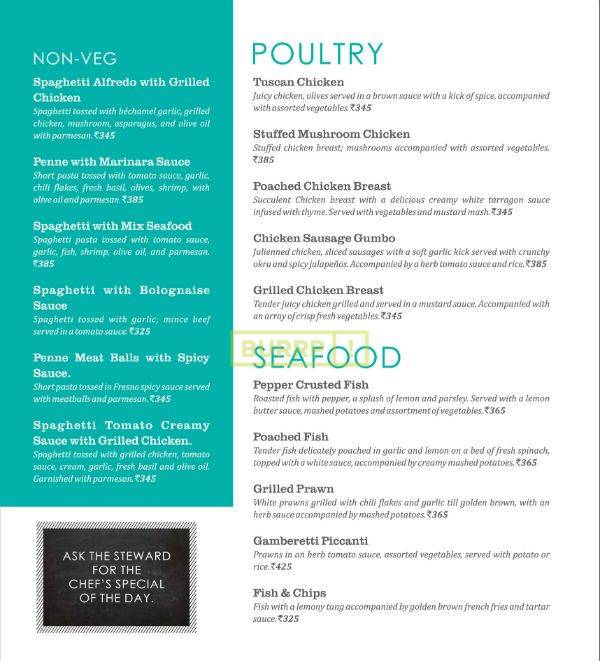 NON-VEG
Spaghetti Alfredo with Grilled
Chicken
Spaghetti tossed with béchamel garlic, grilled
chicken, mushroom, asparagus, and olive oil
with parmesan.₹345
Penne with Marinara Sauce
Short pasta tossed with tomato sauce, garlic,
chili flakes, fresh basil, olives, shrimp, with
olive oil and parmesan.₹385
Spaghetti with Mix Seafood
Spaghetti pasta tossed with tomato sauce,
garlic, fish, shrimp, olive oil, and parmesan.
₹385
Spaghetti with Bolognaise
Sauce
Spaghetti tossed with garlic; mince beef
served in a tomato sauce.₹325
Penne Meat Balls with Spicy
Sauce.
Short pasta tossed in Fresno spicy sauce served
with meatballs and parmesan.₹345
Spaghetti Tomato Creamy
Sauce with Grilled Chicken.
Spaghetti tossed with grilled chicken, tomato
sauce, cream, garlic, fresh basil and olive oil.
Garnished with parmesan.₹345
ASK THE STEWARD
FOR THE
CHEF'S SPECIAL
OF THE DAY.
POULTRY
Tuscan Chicken
Juicy chicken, olives served in a brown sauce with a kick of spice, accompanied
with assorted vegetables.₹345
Stuffed Mushroom Chicken
Stuffed chicken breast; mushrooms accompanied with assorted vegetables.
₹385
Poached Chicken Breast
Succulent Chicken breast with a delicious creamy white tarragon sauce
infused with thyme. Served with vegetables and mustard mash.₹345
Chicken Sausage Gumbo
Julienned chicken, sliced sausages with a soft garlic kick served with crunchy
okra and spicy jalapeños. Accompanied by a herb tomato sauce and rice.₹385
Grilled Chicken Breast
Tender juicy chicken grilled and served in a mustard sauce. Accompanied with
an array of crisp fresh vegetables.₹345
BURRP!
SEAFOOD
Pepper Crusted Fish
Roasted fish with pepper, a splash of lemon and parsley. Served with a lemon
butter sauce, mashed potatoes and assortment of vegetables.₹365
Poached Fish
Tender fish delicately poached in garlic and lemon on a bed of fresh spinach,
topped with a white sauce, accompanied by creamy mashed potatoes.₹365
Grilled Prawn
White prawns grilled with chili flakes and garlic till golden brown, with an
herb sauce accompanied by mashed potatoes.₹365
Gamberetti Piccanti
Prawns in an herb tomato sauce, assorted vegetables, served with potato or
rice.₹425
Fish & Chips
Fish with a lemony tang accompanied by golden brown french fries and tartar
sauce.₹325